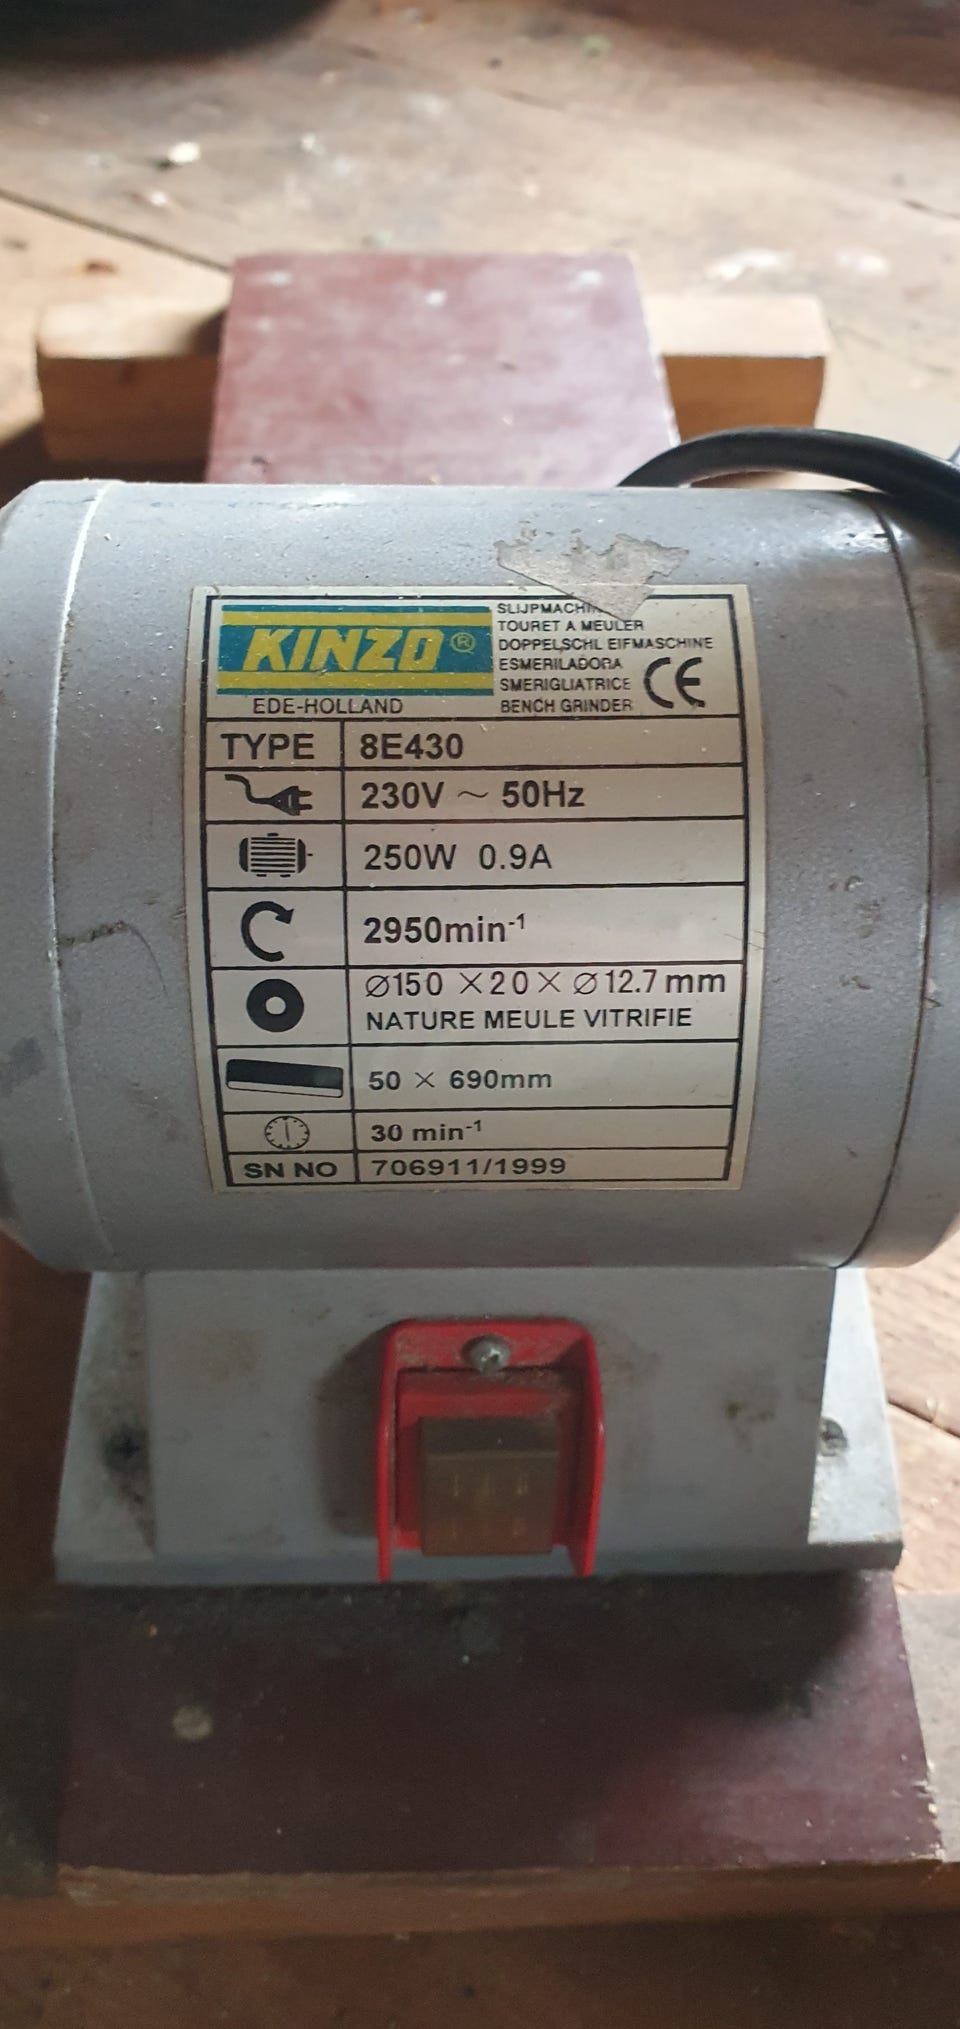 KINZO®
EDE-HOLLAND
TOURET A MEULER
DOPPELSCHL EIFMASCHINE
ESMERILADORA
SMERIGLIATRICE
BENCH GRINDER
CE
TYPE 8E430
230V ~ 50Hz
250W 0.9A
2950min⁻¹
∅150 ×20× ∅12.7 mm
NATURE MEULE VITRIFIE
50 × 690mm
30 min⁻¹
SN NO 706911/1999